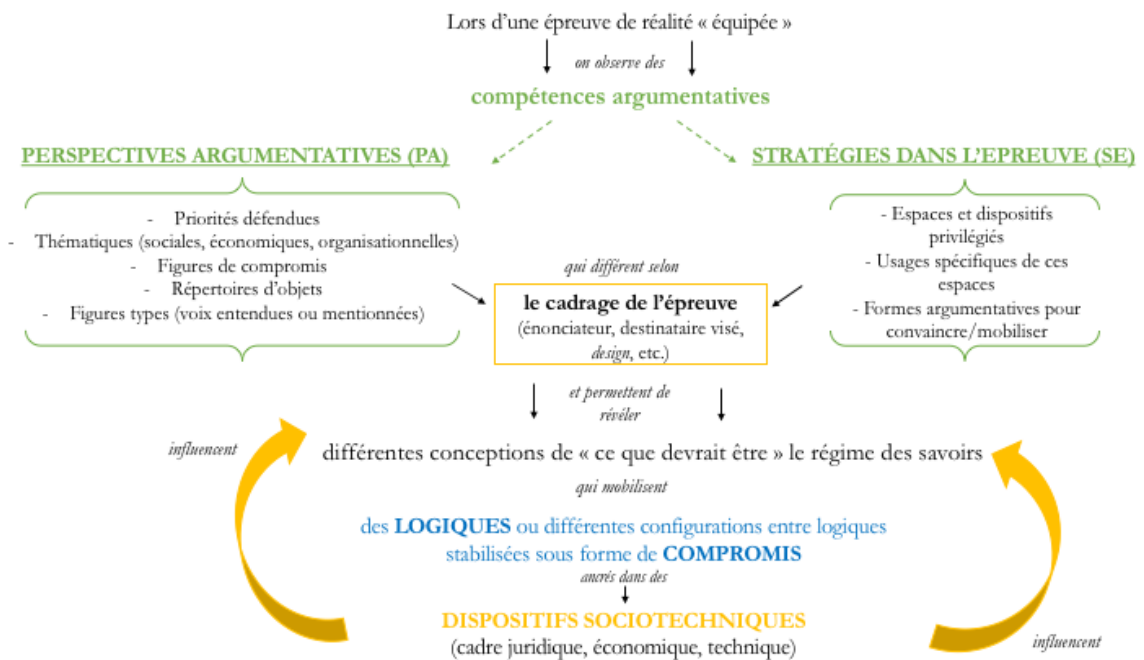 Lors d'une épreuve de réalité « équipée »
on observe des
compétences argumentatives
PERSPECTIVES ARGUMENTATIVES (PA)
- Priorités défendues
- Thématiques (sociales, économiques, organisationnelles)
- Figures de compromis
- Répertoires d'objets
- Figures types (voix entendues ou mentionnées)
STRATÉGIES DANS L'EPREUVE (SE)
- Espaces et dispositifs
privilégiés
- Usages spécifiques de ces
espaces
- Formes argumentatives pour
convaincre/mobiliser
qui différent selon
le cadrage de l'épreuve
(énonciateur, destinataire visé,
design, etc.)
et permettent de
révéler
influencent
différentes conceptions de « ce que devrait être » le régime des savoirs
qui mobilisent
des LOGIQUES ou différentes configurations entre logiques
stabilisées sous forme de COMPROMIS
ancrés dans des
DISPOSITIFS SOCIOTECHNIQUES
(cadre juridique, économique, technique)
influencent